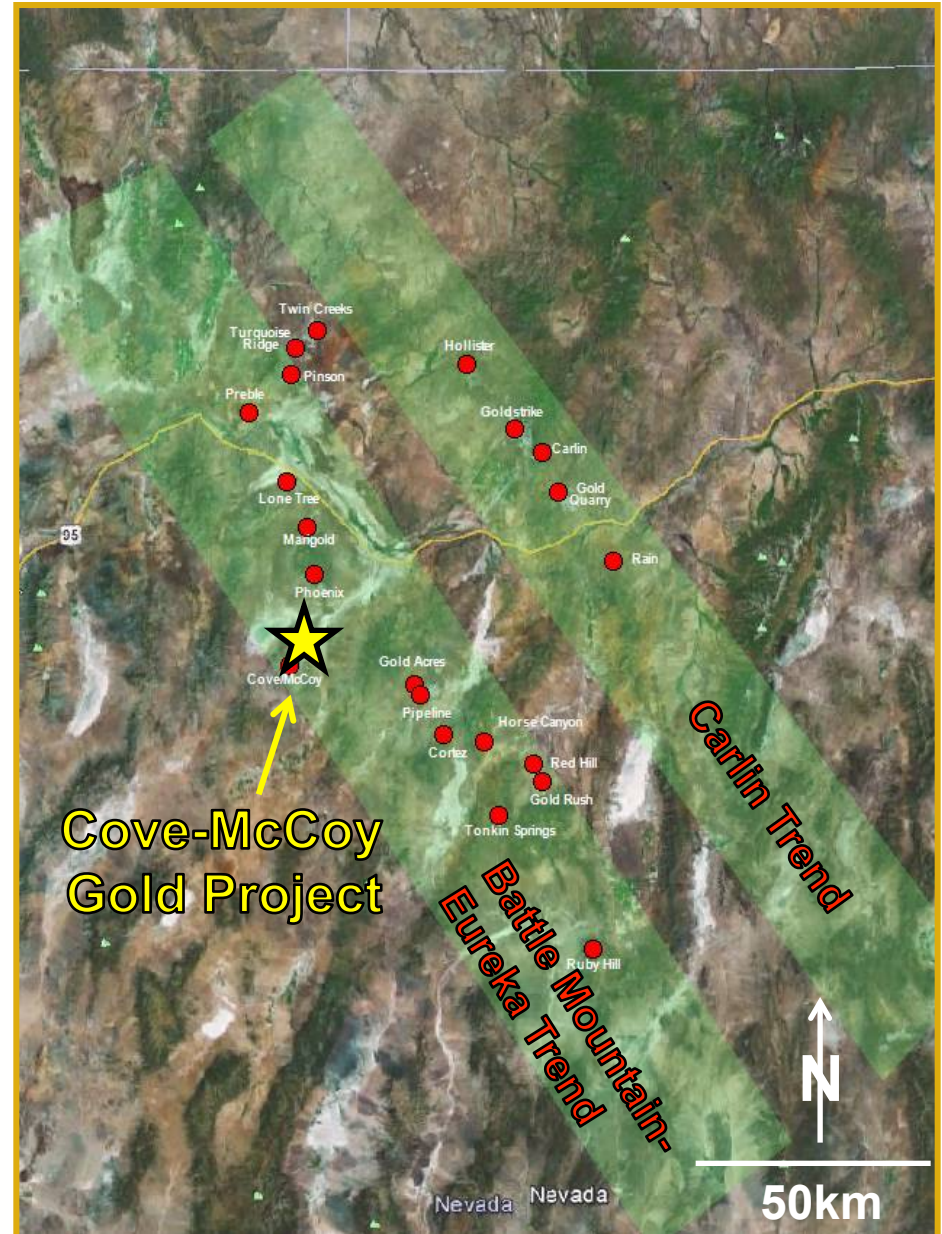 Twin Creeks
Turquoise
Ridge
Pinson
Preble
Hollister
Goldstrike
Carlin
Gold
Quarry
Lone Tree
95
Marigold
Rain
Phoenix
Gold Acres
Cove/McCoy
Pipeline
Horse Canyon
Cortez
Red Hill
Gold Rush
Tonkin Springs
Cove-McCoy
Gold Project
Carlin Trend
Battle Mountain-
Eureka Trend
Ruby Hill
N
50km
Nevada
Nevada